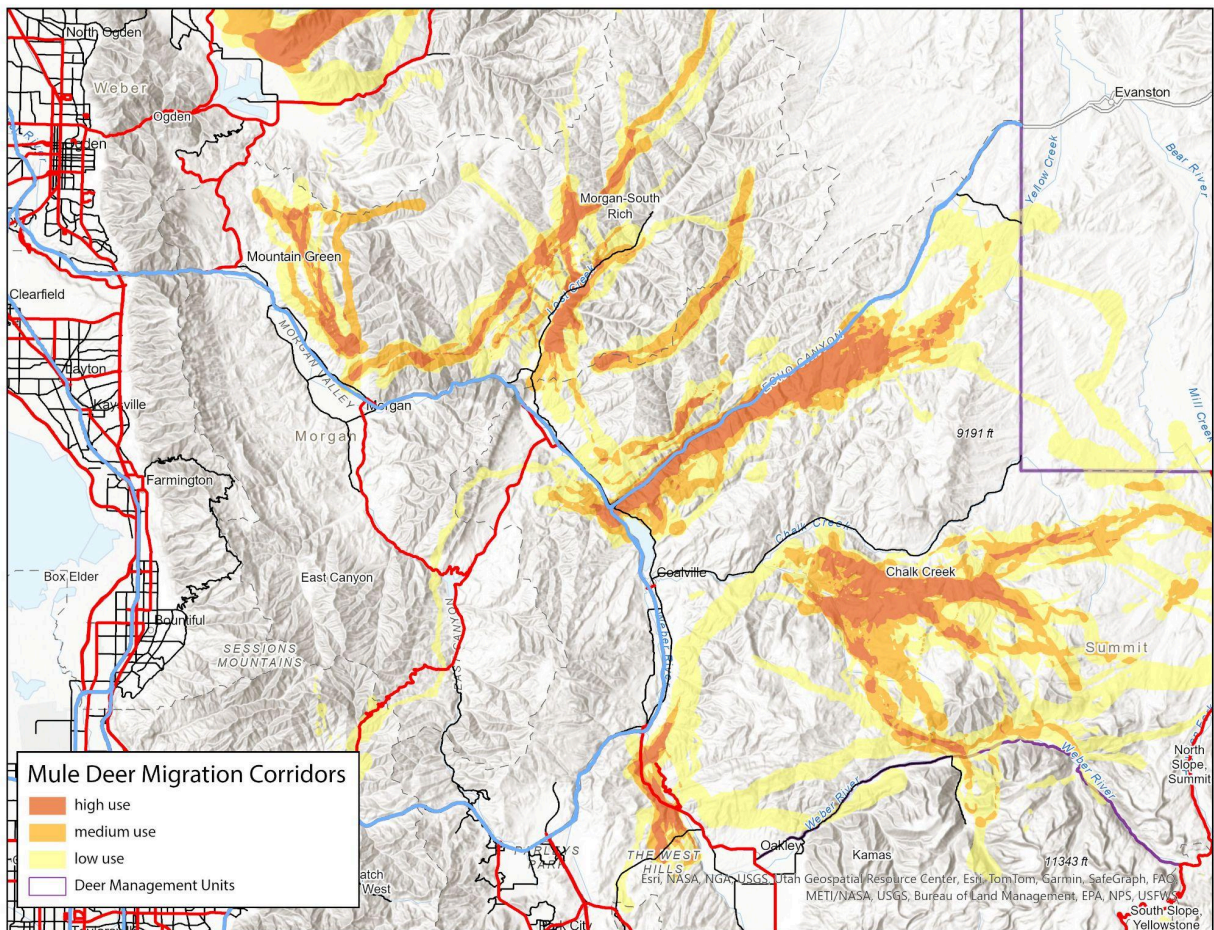 North Ogden
Weber
Evanston
Ogden
Ogden
Yellow Creek
Bear River
Morgan-South
Rich
Mountain Green
Clearfield
MORGAN VALLEY
ECHO CANYON
Layton
Kaysville
Morgan
Mill Creek
Morgan
9191 ft
Farmington
Chalk Creek
Box Elder
East Canyon
Coalville
Chalk Creek
Bountiful
SESSIONS
MOUNTAINS
Weber River
Summit
Weber River
North
Slope,
Summit
Mule Deer Migration Corridors
high use
medium use
low use
Deer Management Units
Weber River
PARLEYS
PARK
THE WEST
HILLS
Oakley
Kamas
11343 ft
West
Esri, NASA, NGA, USGS, Utah Geospatial Resource Center, Esri, TomTom, Garmin, SafeGraph, FAO,
METI/NASA, USGS, Bureau of Land Management, EPA, NPS, USFWS
Park City
South Slope,
Yellowstone